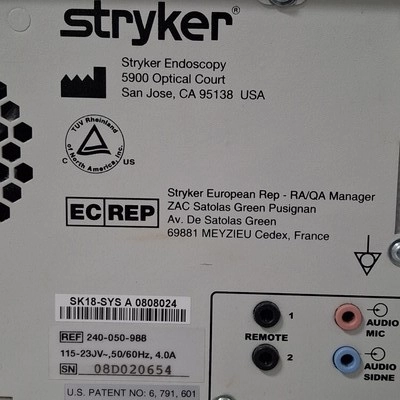 stryker®
Stryker Endoscopy
5900 Optical Court
San Jose, CA 95138 USA
TUV Rheinland
of North America, Inc.
C US
EC REP
Stryker European Rep - RA/QA Manager
ZAC Satolas Green Pusignan
Av. De Satolas Green
69881 MEYZIEU Cedex, France
SK18-SYS A 0808024
REF 240-050-988
115-230V~,50/60Hz, 4.0A
SN 08D020654
U.S. PATENT NO: 6, 791, 601
REMOTE
1
2
AUDIO
MIC
AUDIO
SIDNE